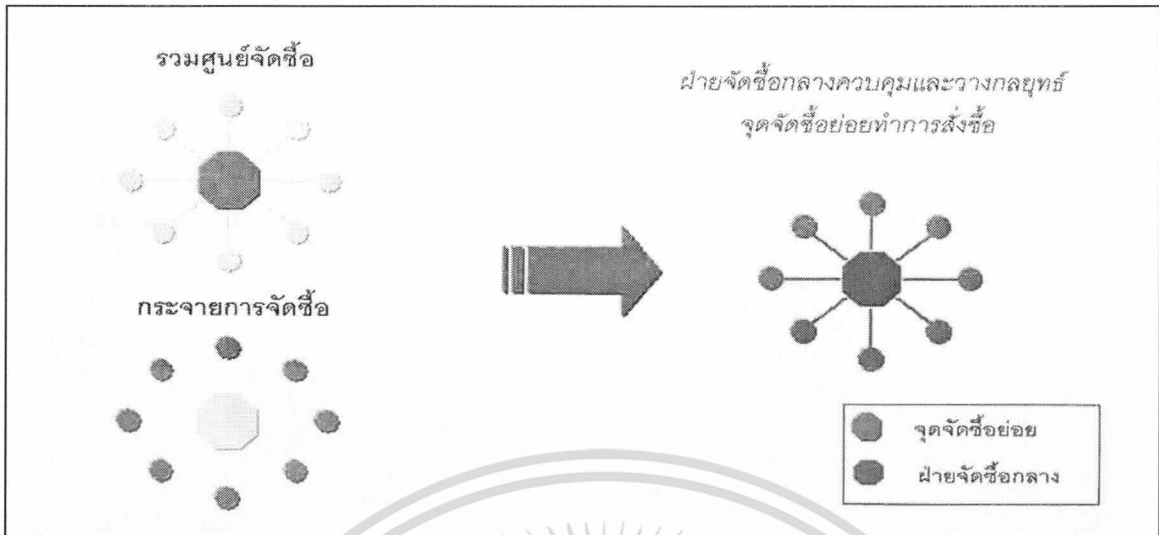 รวมศูนย์จัดซื้อ
ฝ่ายจัดซื้อกลางควบคุมและวางกลยุทธ์
จุดจัดซื้อย่อยทำการสั่งซื้อ
กระจายการจัดซื้อ
จุดจัดซื้อย่อย
ฝ่ายจัดซื้อกลาง